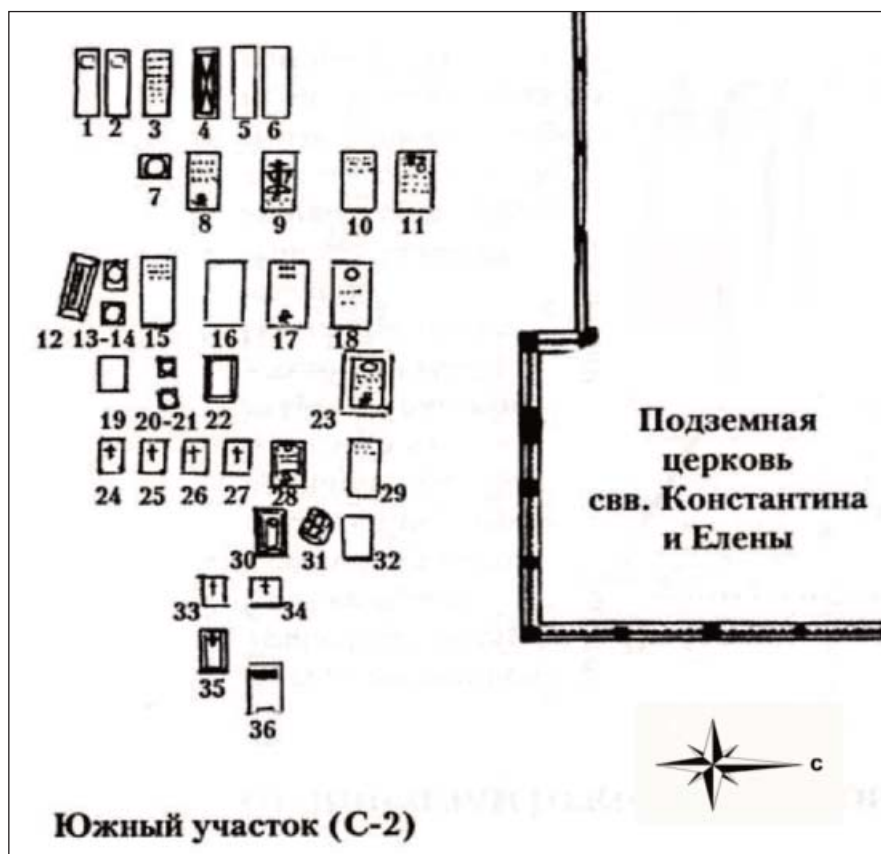 1 2 3 4 5 6
7 8 9 10 11
12 13-14 15 16 17 18
19 20-21 22 23
Подземная
церковь
свв. Константина
и Елены
24 25 26 27 28 29
30 31 32
33 34
35
36
с
Южный участок (С-2)